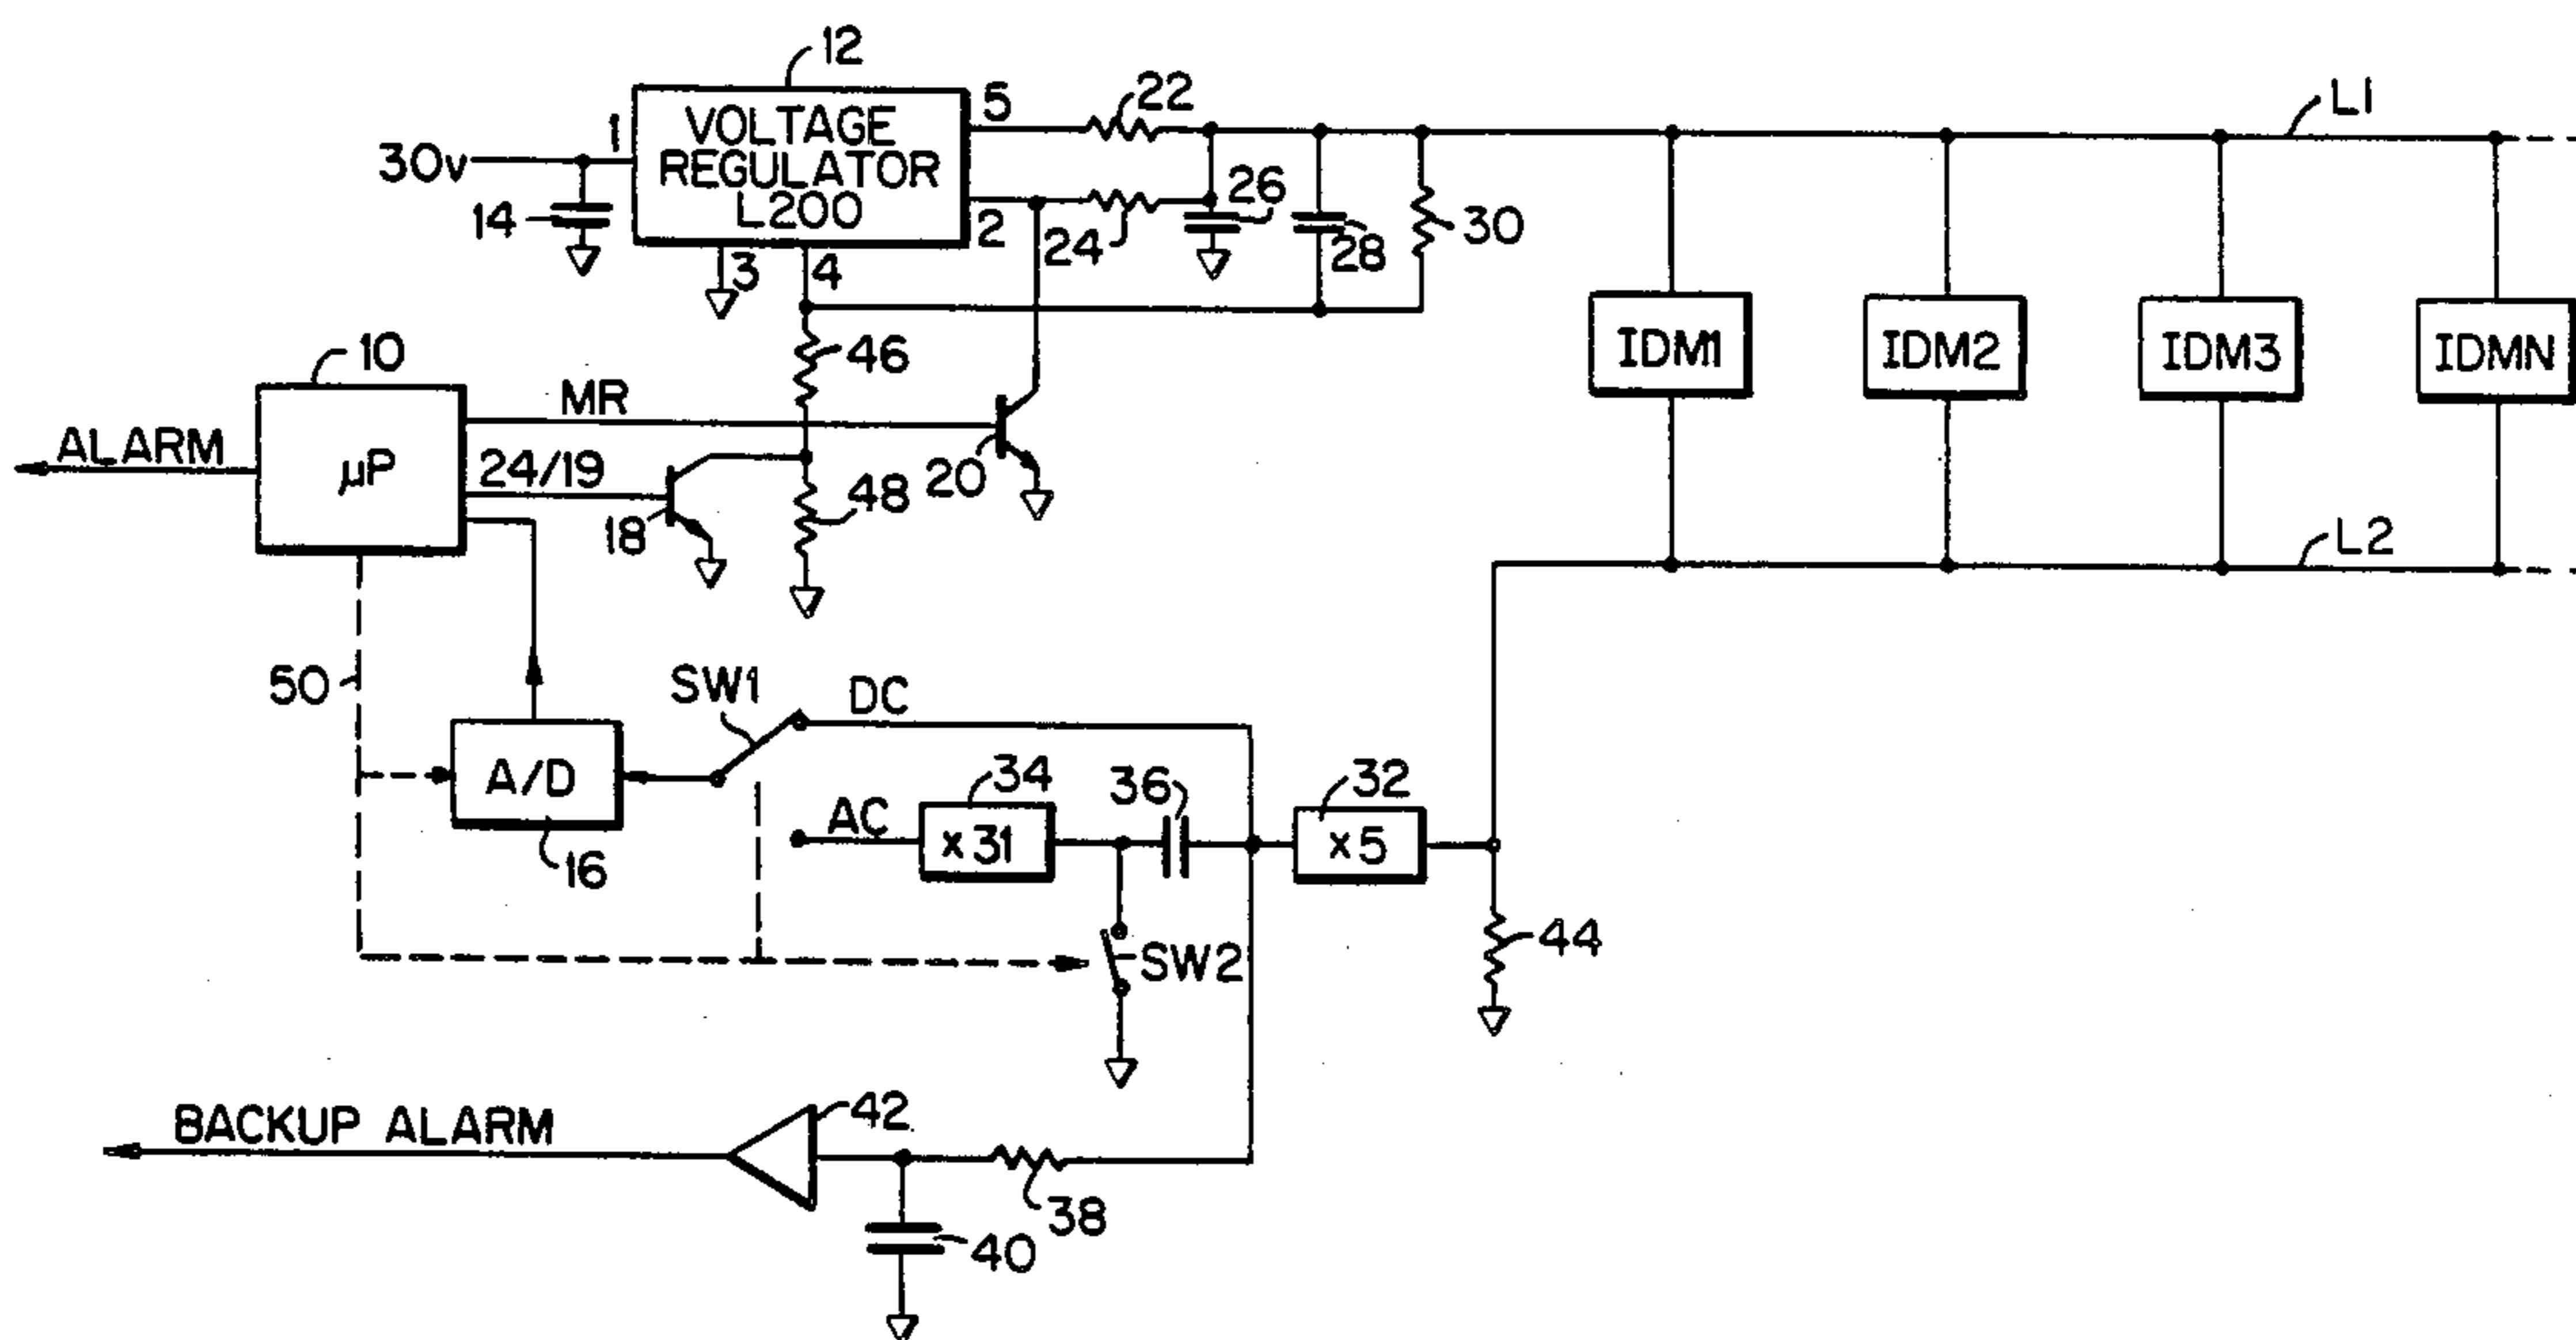 12
VOLTAGE
REGULATOR
L200
1
5
2
3
4
30v
14
22
24
26
28
30
L1
10
µP
ALARM
MR
24/19
46
48
18
20
IDM1
IDM2
IDM3
IDMN
L2
50
SW1
DC
A/D
16
AC
34
x31
36
32
x5
SW2
44
BACKUP ALARM
42
38
40